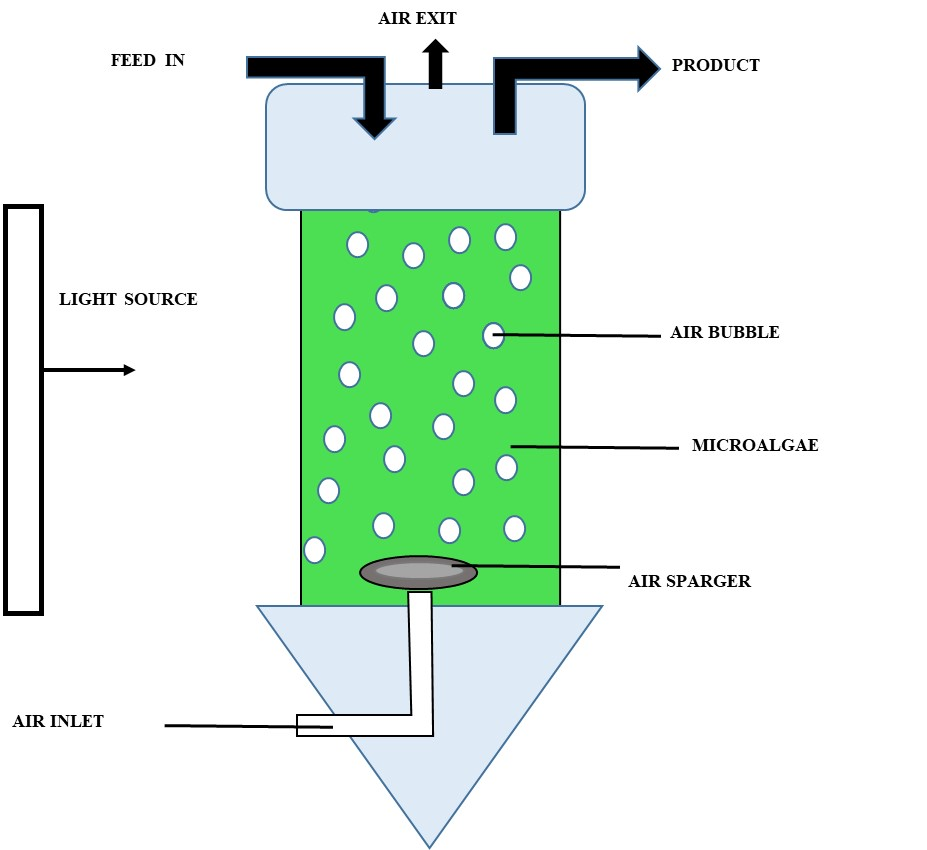 AIR EXIT
FEED IN
PRODUCT
LIGHT SOURCE
AIR BUBBLE
MICROALGAE
AIR SPARGER
AIR INLET